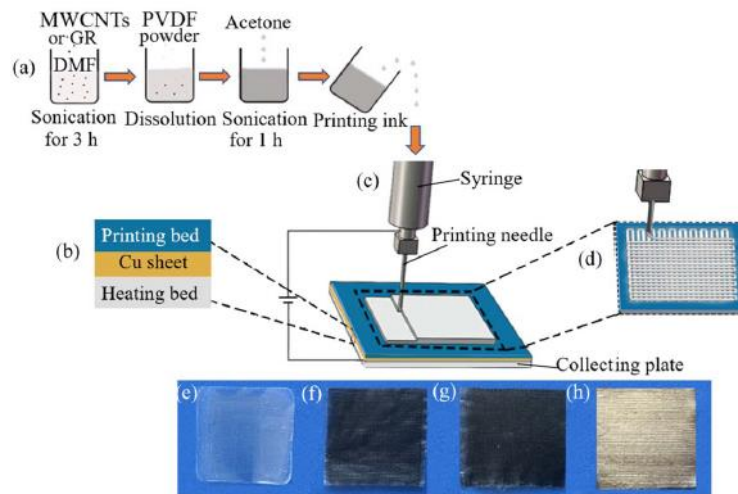 MWCNTs
or GR
DMF
PVDF
powder
Acetone
(a)
Sonication
for 3 h
Dissolution
Sonication
for 1 h
Printing ink
(c)
Syringe
(b)
Printing bed
Cu sheet
Heating bed
Printing needle
(d)
Collecting plate
(e)
(f)
(g)
(h)